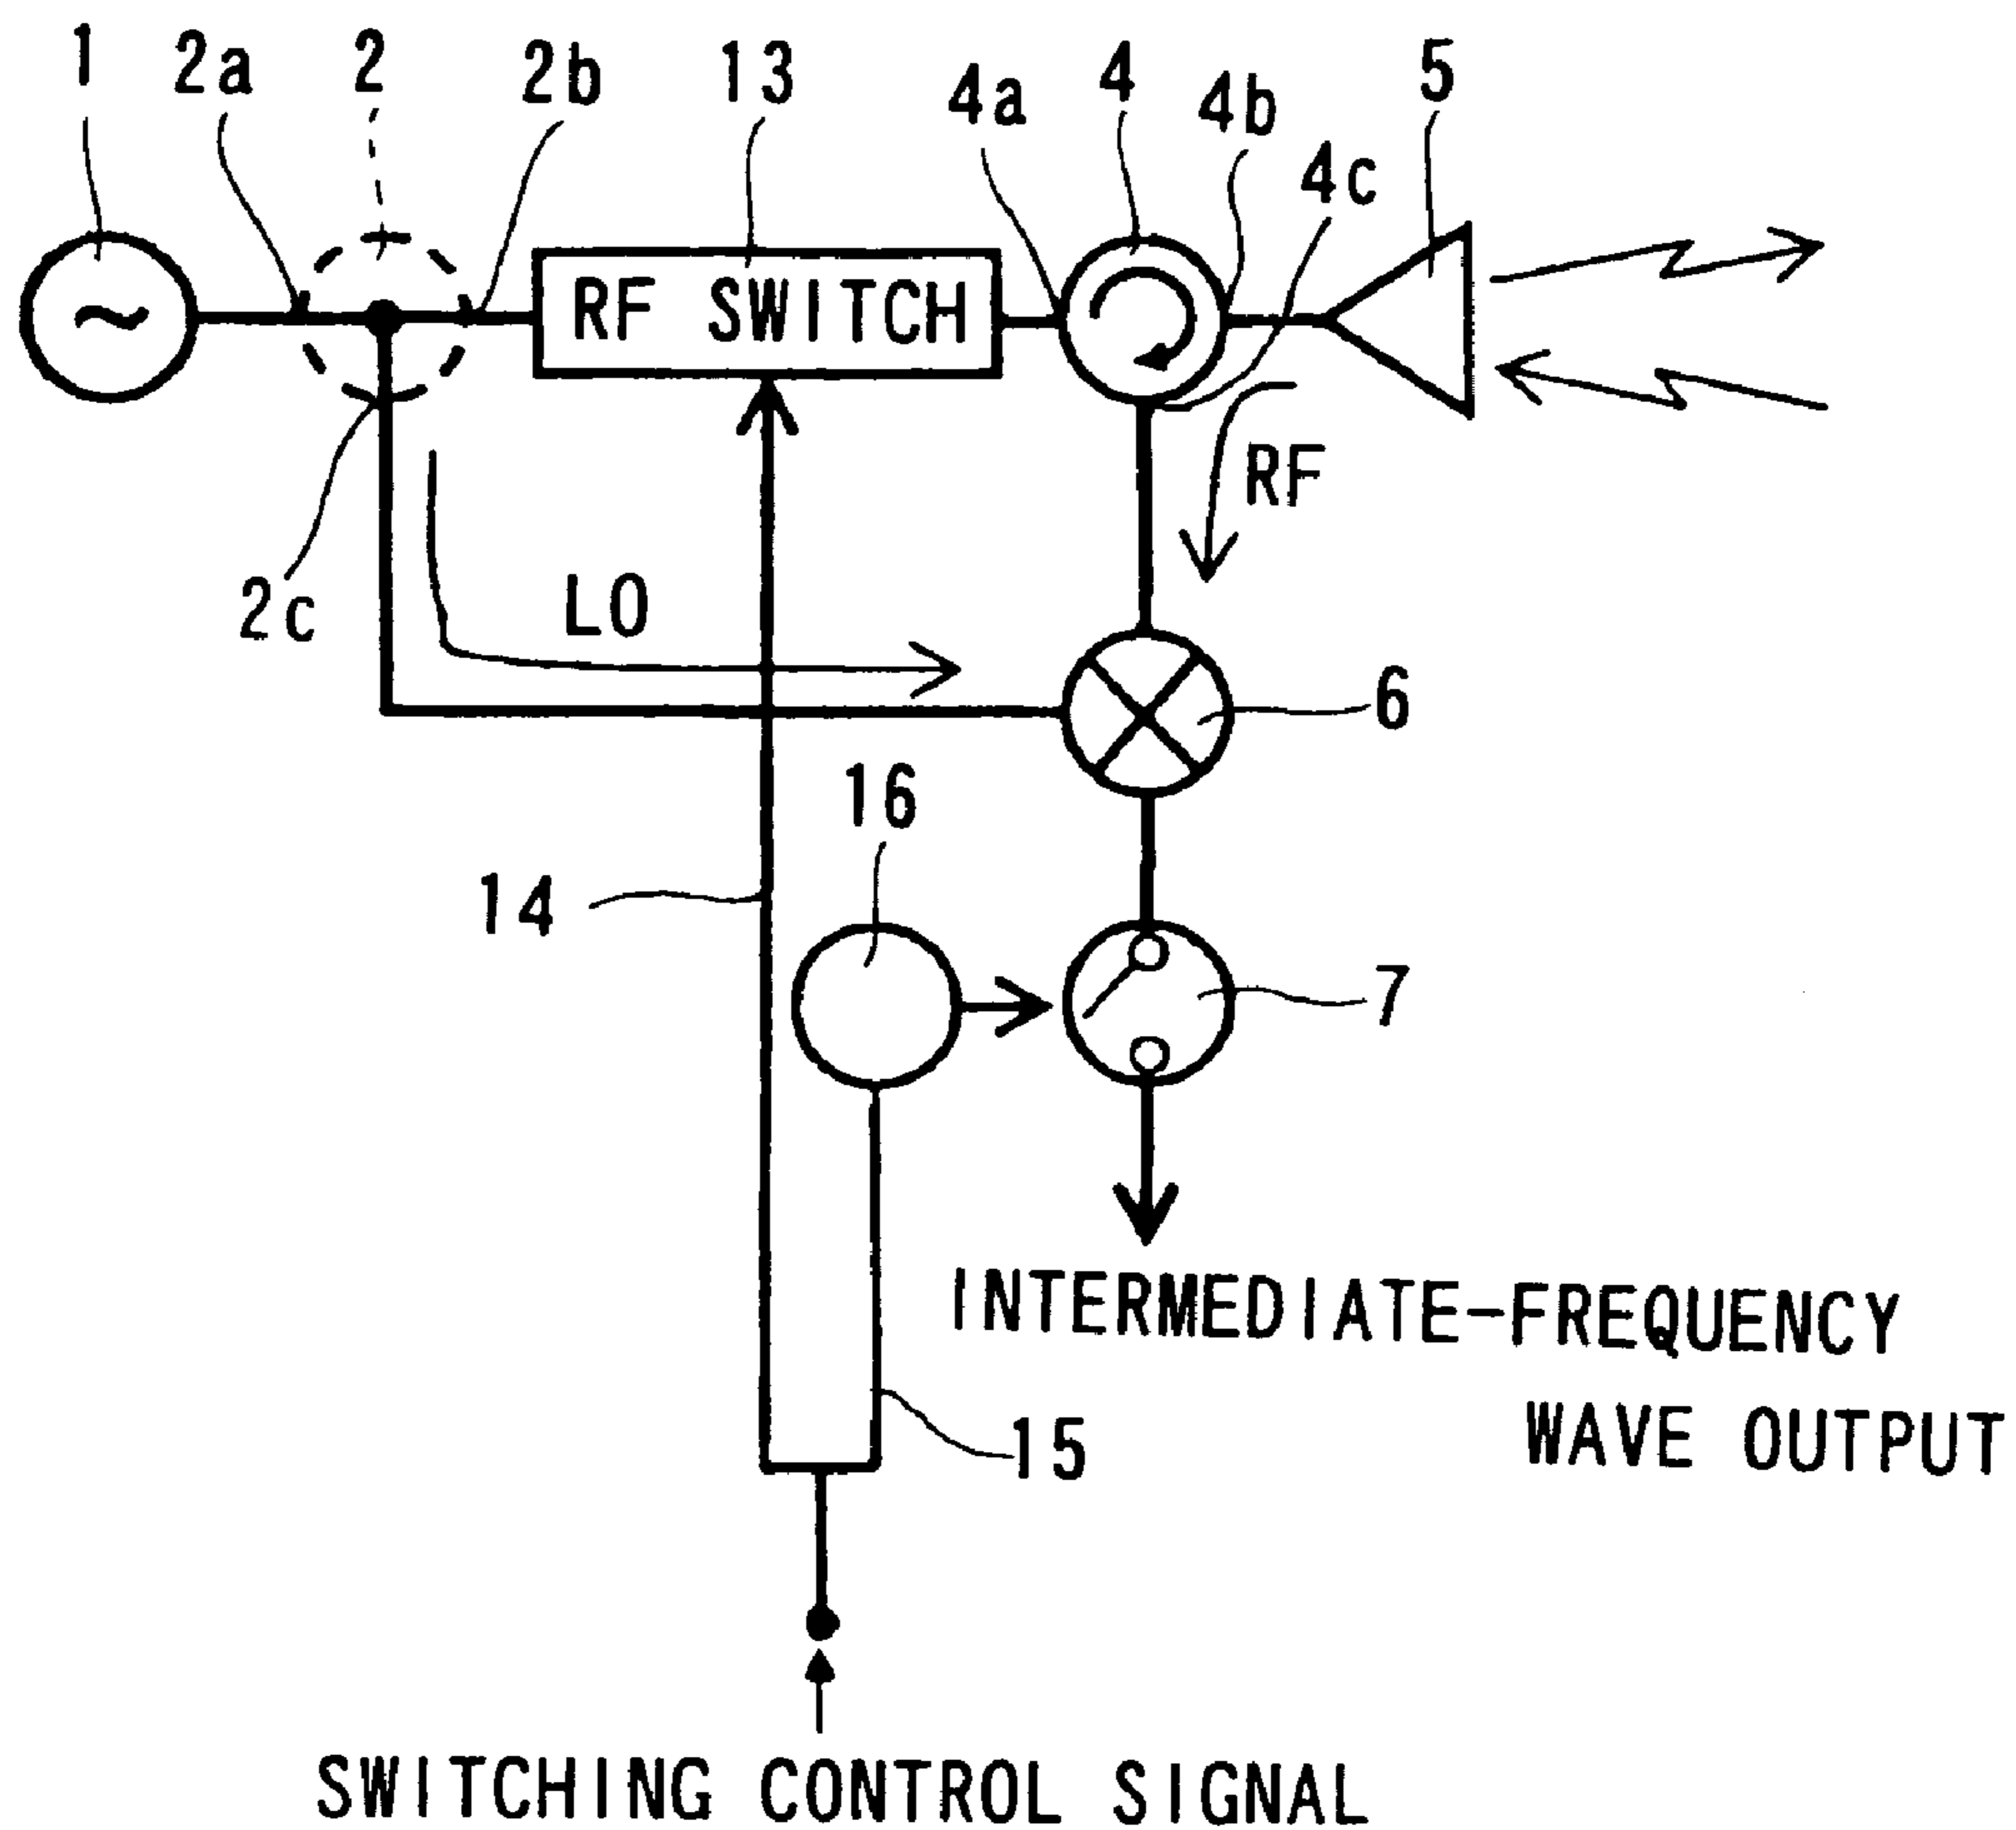 1
2a
2
2b
13
4a
4
4b
4c
5
RF SWITCH
RF
2c
LO
6
16
14
7
INTERMEDIATE-FREQUENCY
WAVE OUTPUT
15
SWITCHING CONTROL SIGNAL